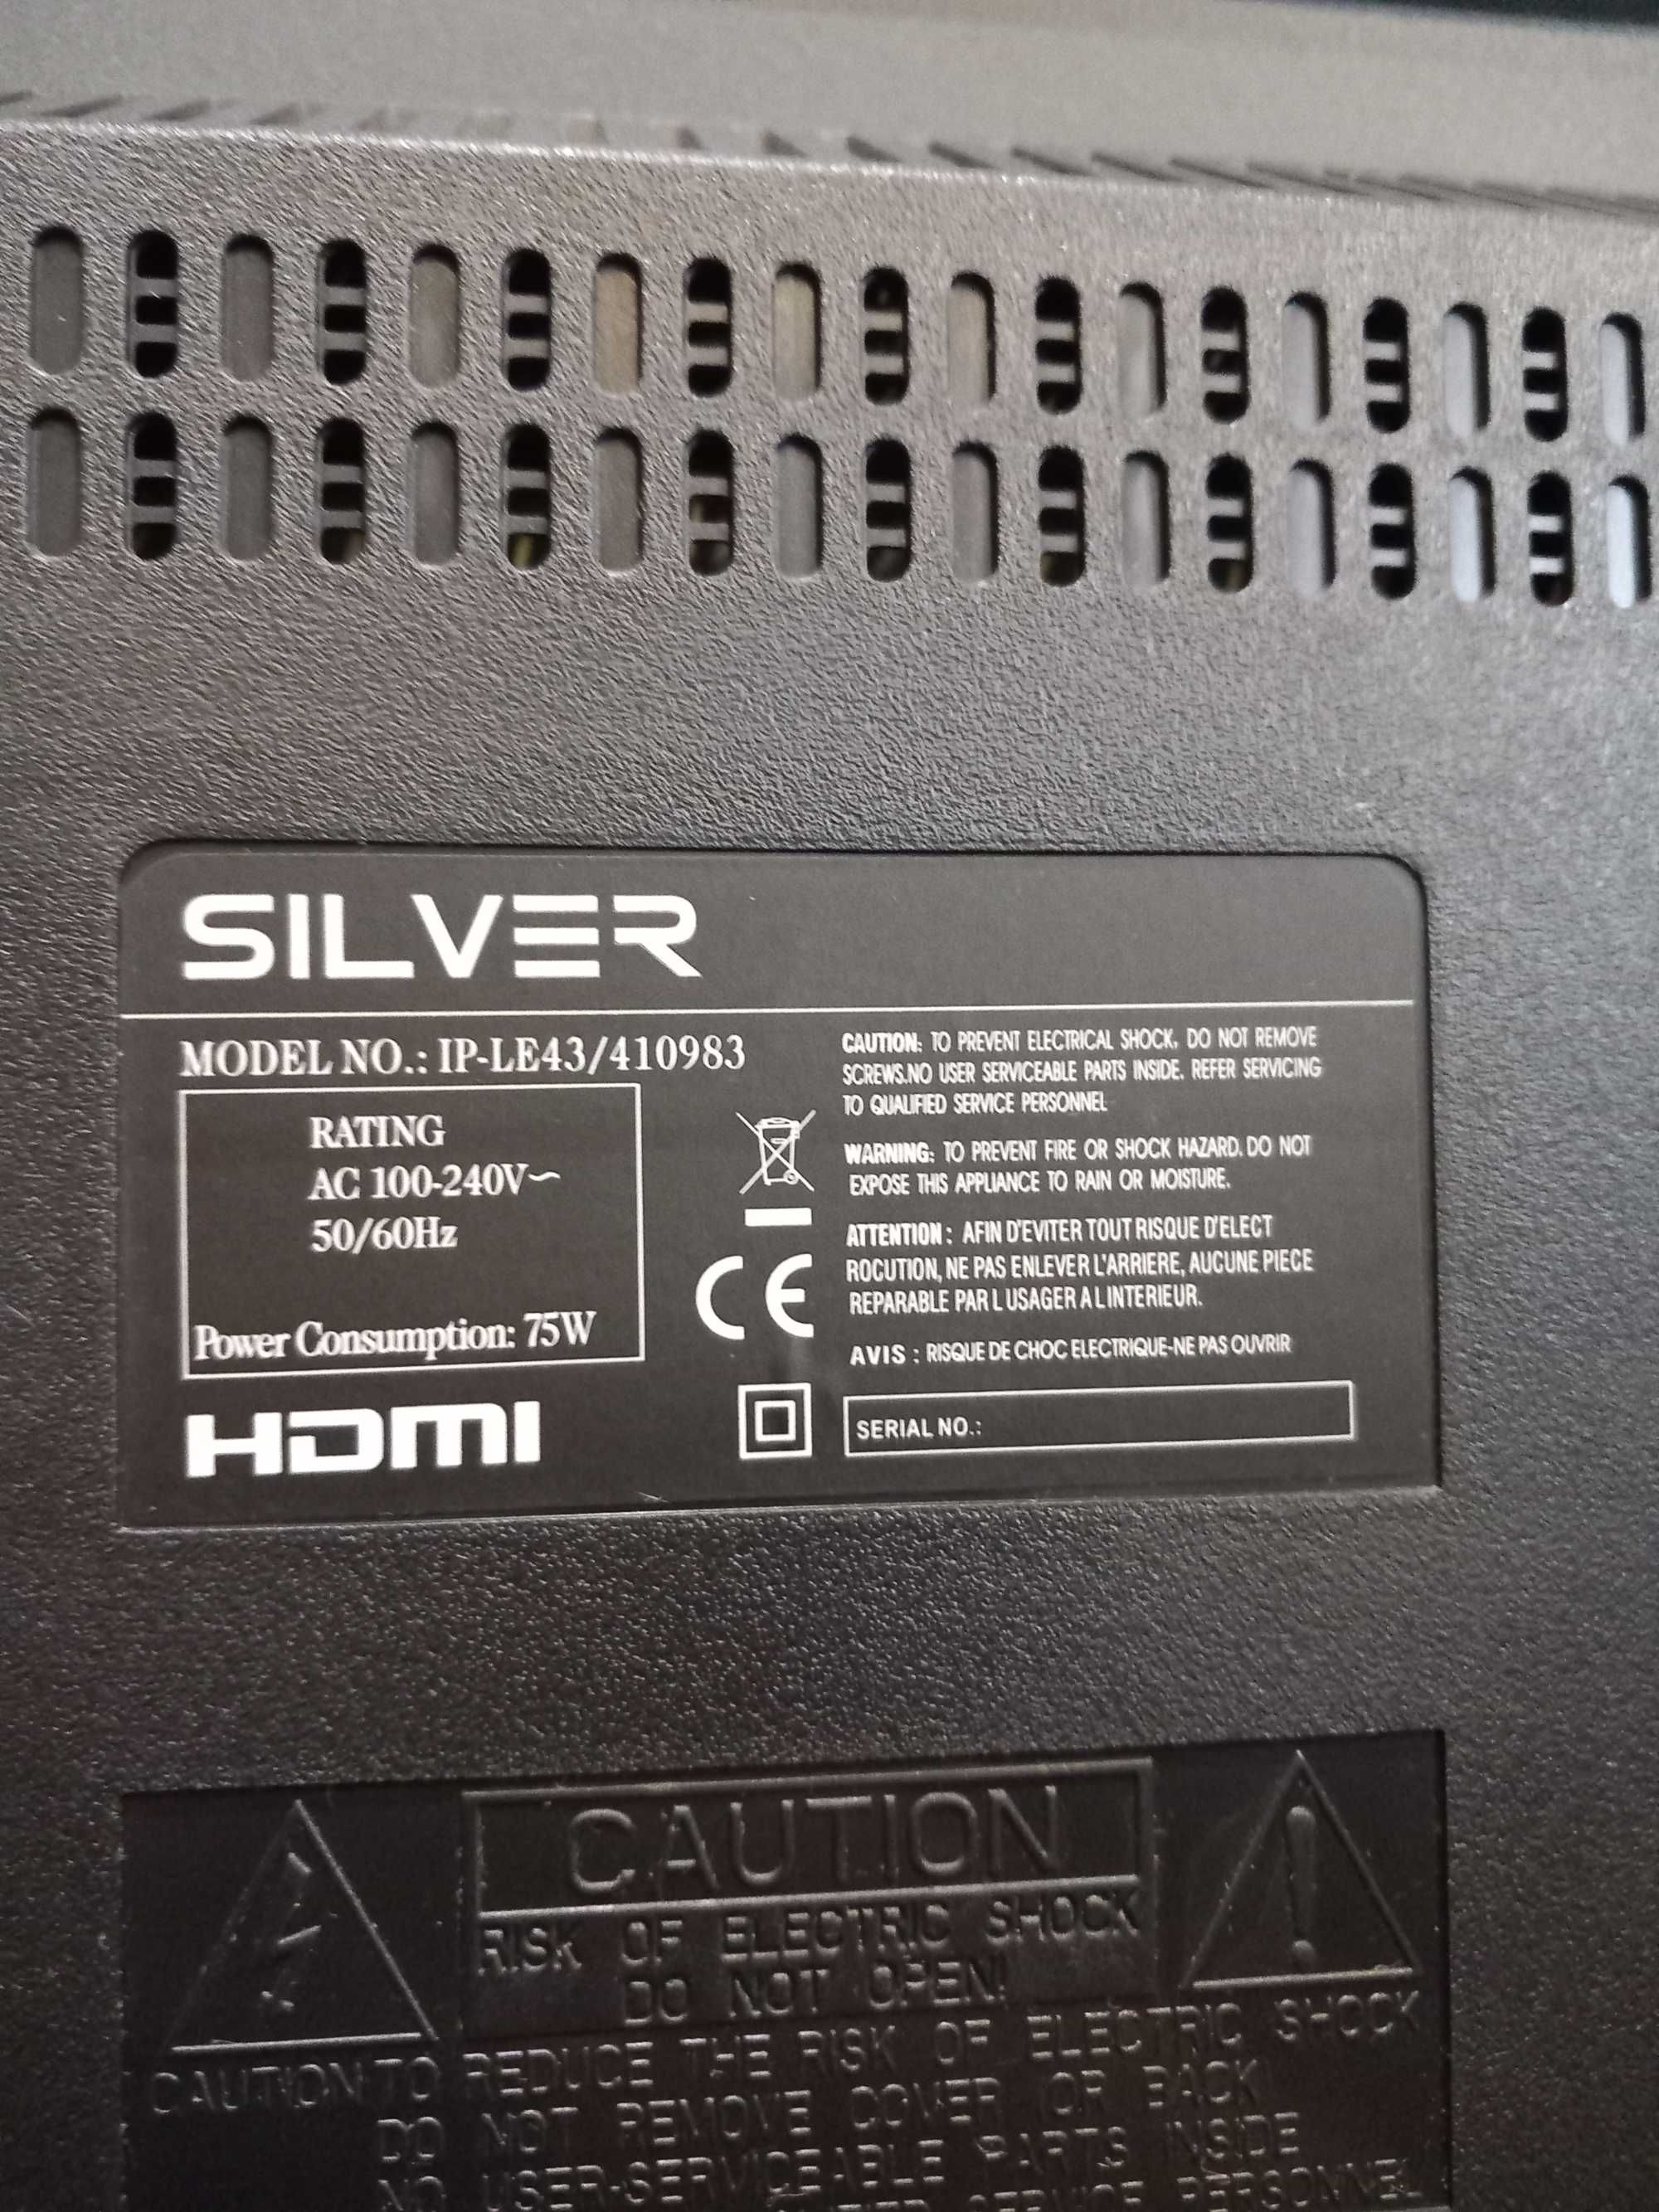 SILVER
MODEL NO.: IP-LE43/410983
RATING
AC 100-240V~
50/60Hz
Power Consumption: 75W
HDMI
CE
CAUTION: TO PREVENT ELECTRICAL SHOCK, DO NOT REMOVE
SCREWS.NO USER SERVICEABLE PARTS INSIDE. REFER SERVICING
TO QUALIFIED SERVICE PERSONNEL
WARNING: TO PREVENT FIRE OR SHOCK HAZARD. DO NOT
EXPOSE THIS APPLIANCE TO RAIN OR MOISTURE.
ATTENTION : AFIN D'EVITER TOUT RISQUE D'ELECT
ROCUTION, NE PAS ENLEVER L'ARRIERE, AUCUNE PIECE
REPARABLE PAR L USAGER A L INTERIEUR.
AVIS : RISQUE DE CHOC ELECTRIQUE-NE PAS OUVRIR
SERIAL NO.:
CAUTION
RISK OF ELECTRIC SHOCK
DO NOT OPEN!
CAUTION TO REDUCE THE RISK OF ELECTRIC SHOCK
DO NOT REMOVE COVER OR BACK
NO USER-SERVICEABLE PARTS INSIDE
SERVICE PERSONNEL